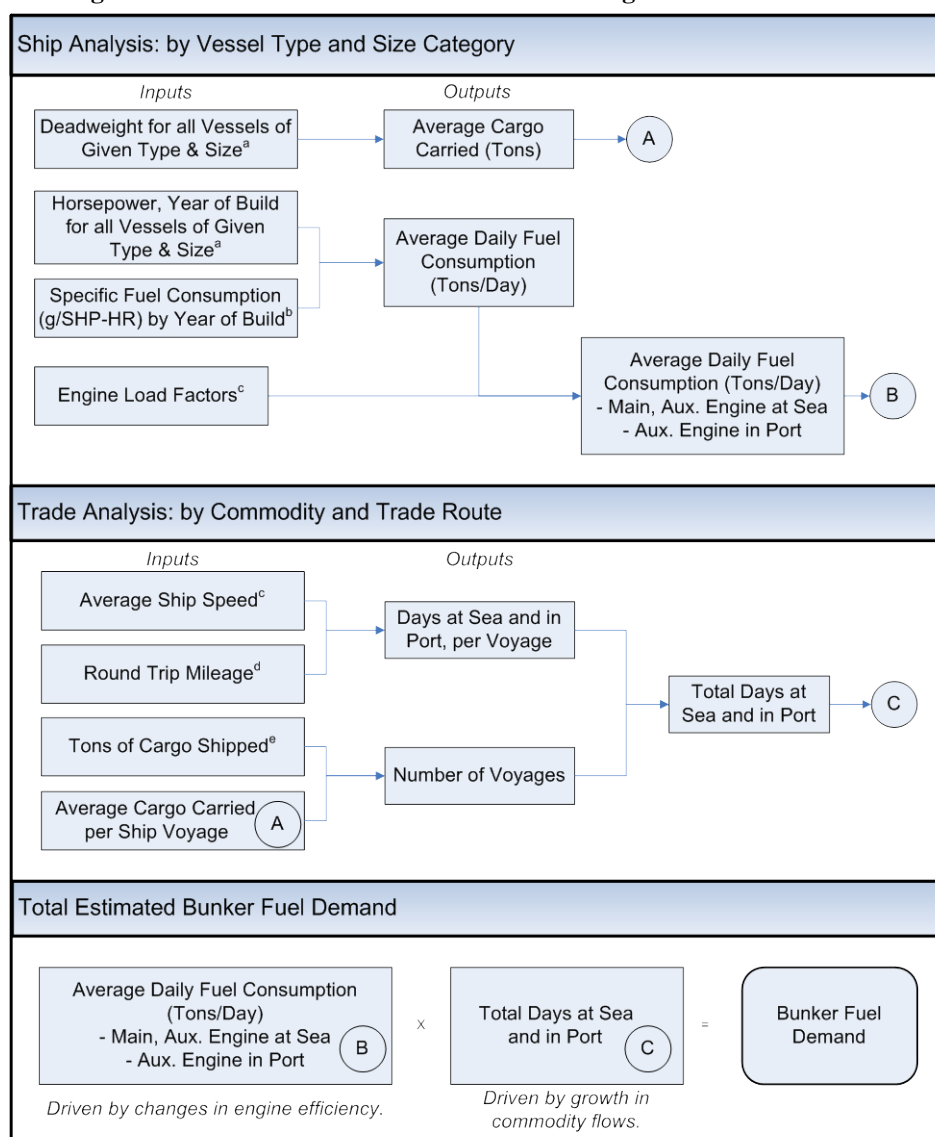 Ship Analysis: by Vessel Type and Size Category
Inputs
Outputs
Deadweight for all Vessels of
Given Type & Sizeᵃ
Average Cargo
Carried (Tons)
A
Horsepower, Year of Build
for all Vessels of Given
Type & Sizeᵃ
Specific Fuel Consumption
(g/SHP-HR) by Year of Buildᵇ
Average Daily Fuel
Consumption
(Tons/Day)
Engine Load Factorsᶜ
Average Daily Fuel
Consumption (Tons/Day)
- Main, Aux. Engine at Sea
- Aux. Engine in Port
B
Trade Analysis: by Commodity and Trade Route
Inputs
Outputs
Average Ship Speedᶜ
Round Trip Mileageᵈ
Days at Sea and in
Port, per Voyage
Tons of Cargo Shippedᵉ
Average Cargo Carried
per Ship Voyage
A
Number of Voyages
Total Days at
Sea and in Port
C
Total Estimated Bunker Fuel Demand
Average Daily Fuel Consumption
(Tons/Day)
- Main, Aux. Engine at Sea
- Aux. Engine in Port
B
x
Total Days at Sea
and in Port
C
=
Bunker Fuel
Demand
Driven by changes in engine efficiency.
Driven by growth in
commodity flows.